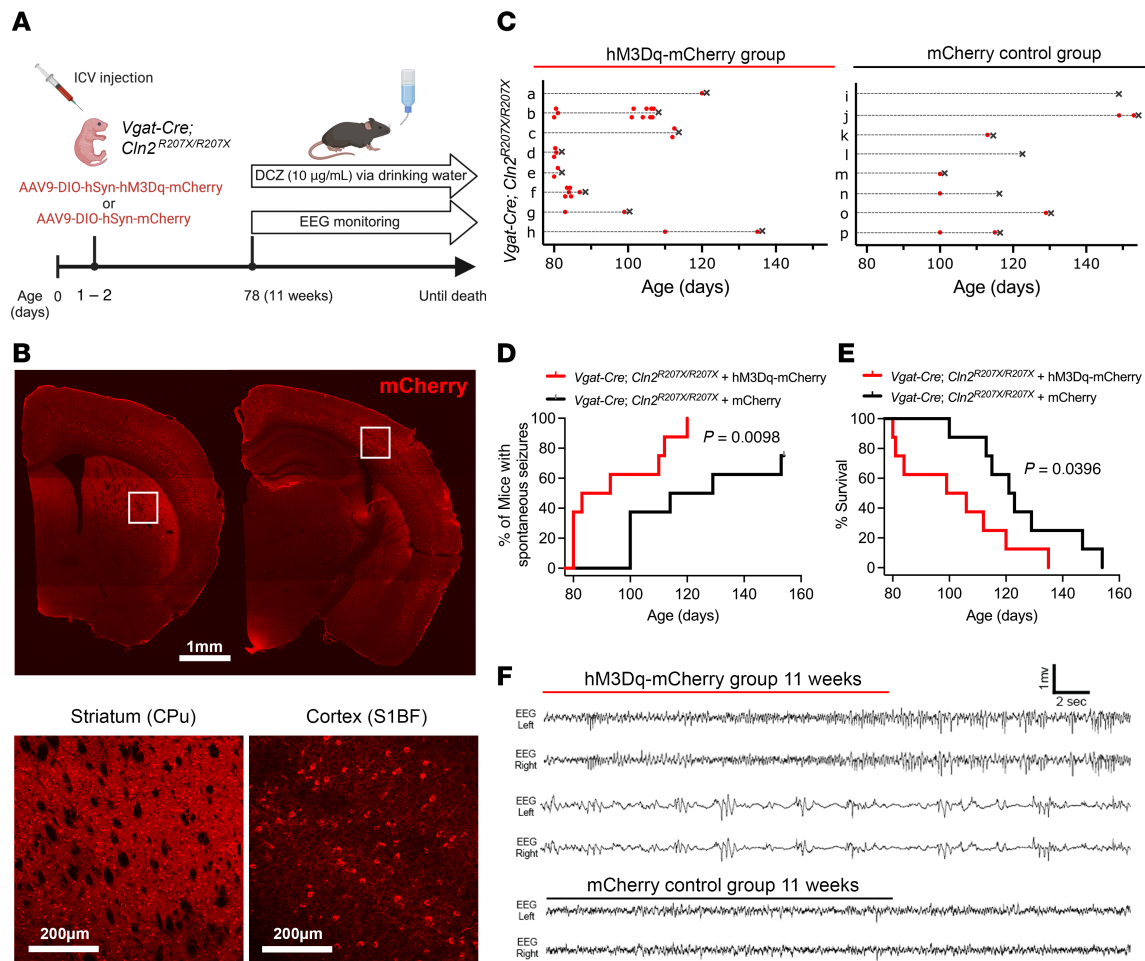 A
ICV injection
Vgat-Cre;
Cln2 R207X/R207X
AAV9-DIO-hSyn-hM3Dq-mCherry
or
AAV9-DIO-hSyn-mCherry
DCZ (10 µg/mL) via drinking water
EEG monitoring
Age (days)
0
1 – 2
78 (11 weeks)
Until death
B
mCherry
1mm
Striatum (CPu)
Cortex (S1BF)
200µm
200µm
C
hM3Dq-mCherry group
mCherry control group
Vgat-Cre; Cln2R207X/R207X
a
b
c
d
e
f
g
h
80
100
120
140
Age (days)
i
j
k
l
m
n
o
p
80
100
120
140
Age (days)
D
Vgat-Cre; Cln2R207X/R207X + hM3Dq-mCherry
Vgat-Cre; Cln2R207X/R207X + mCherry
% of Mice with
spontaneous seizures
100
80
60
40
20
0
P = 0.0098
80
100
120
140
160
Age (days)
E
Vgat-Cre; Cln2R207X/R207X + hM3Dq-mCherry
Vgat-Cre; Cln2R207X/R207X + mCherry
% Survival
100
80
60
40
20
0
P = 0.0396
80
100
120
140
160
Age (days)
F
hM3Dq-mCherry group 11 weeks
1mv
2 sec
EEG
Left
EEG
Right
EEG
Left
EEG
Right
mCherry control group 11 weeks
EEG
Left
EEG
Right